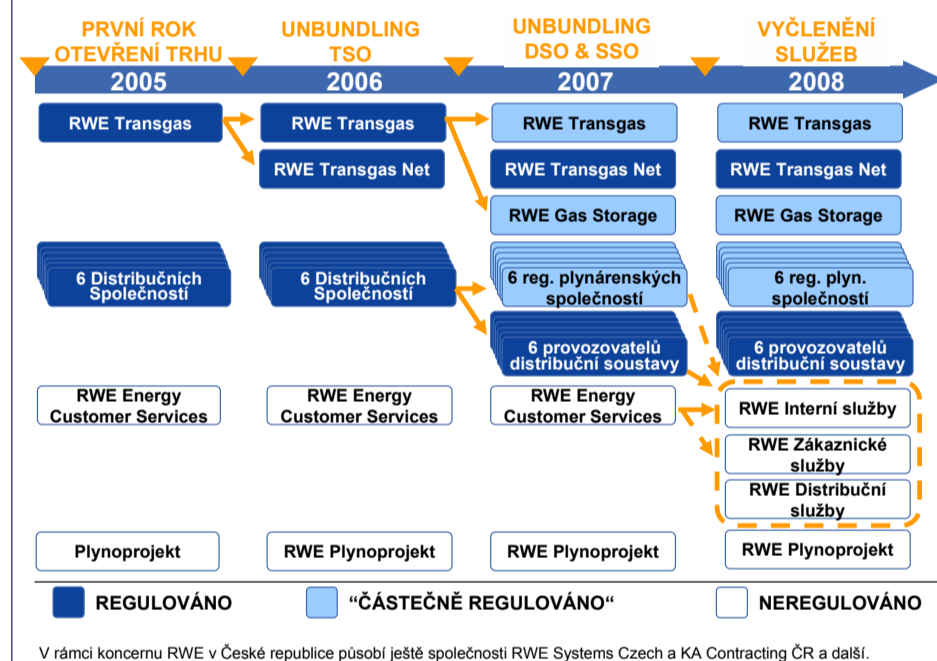 PRVNÍ ROK
OTEVŘENÍ TRHU
UNBUNDLING
TSO
UNBUNDLING
DSO & SSO
VYČLENĚNÍ
SLUŽEB
2005
2006
2007
2008
RWE Transgas
RWE Transgas
RWE Transgas
RWE Transgas
RWE Transgas Net
RWE Transgas Net
RWE Transgas Net
RWE Gas Storage
RWE Gas Storage
6 Distribučních
Společností
6 Distribučních
Společností
6 reg. plynárenských
společností
6 reg. plyn.
společností
6 provozovatelů
distribuční soustavy
6 provozovatelů
distribuční soustavy
RWE Energy
Customer Services
RWE Energy
Customer Services
RWE Energy
Customer Services
RWE Interní služby
RWE Zákaznické
služby
RWE Distribuční
služby
Plynoprojekt
RWE Plynoprojekt
RWE Plynoprojekt
RWE Plynoprojekt
REGULOVÁNO
“ČÁSTEČNĚ REGULOVÁNO“
NEREGULOVÁNO
V rámci koncernu RWE v České republice působí ještě společnosti RWE Systems Czech a KA Contracting ČR a další.